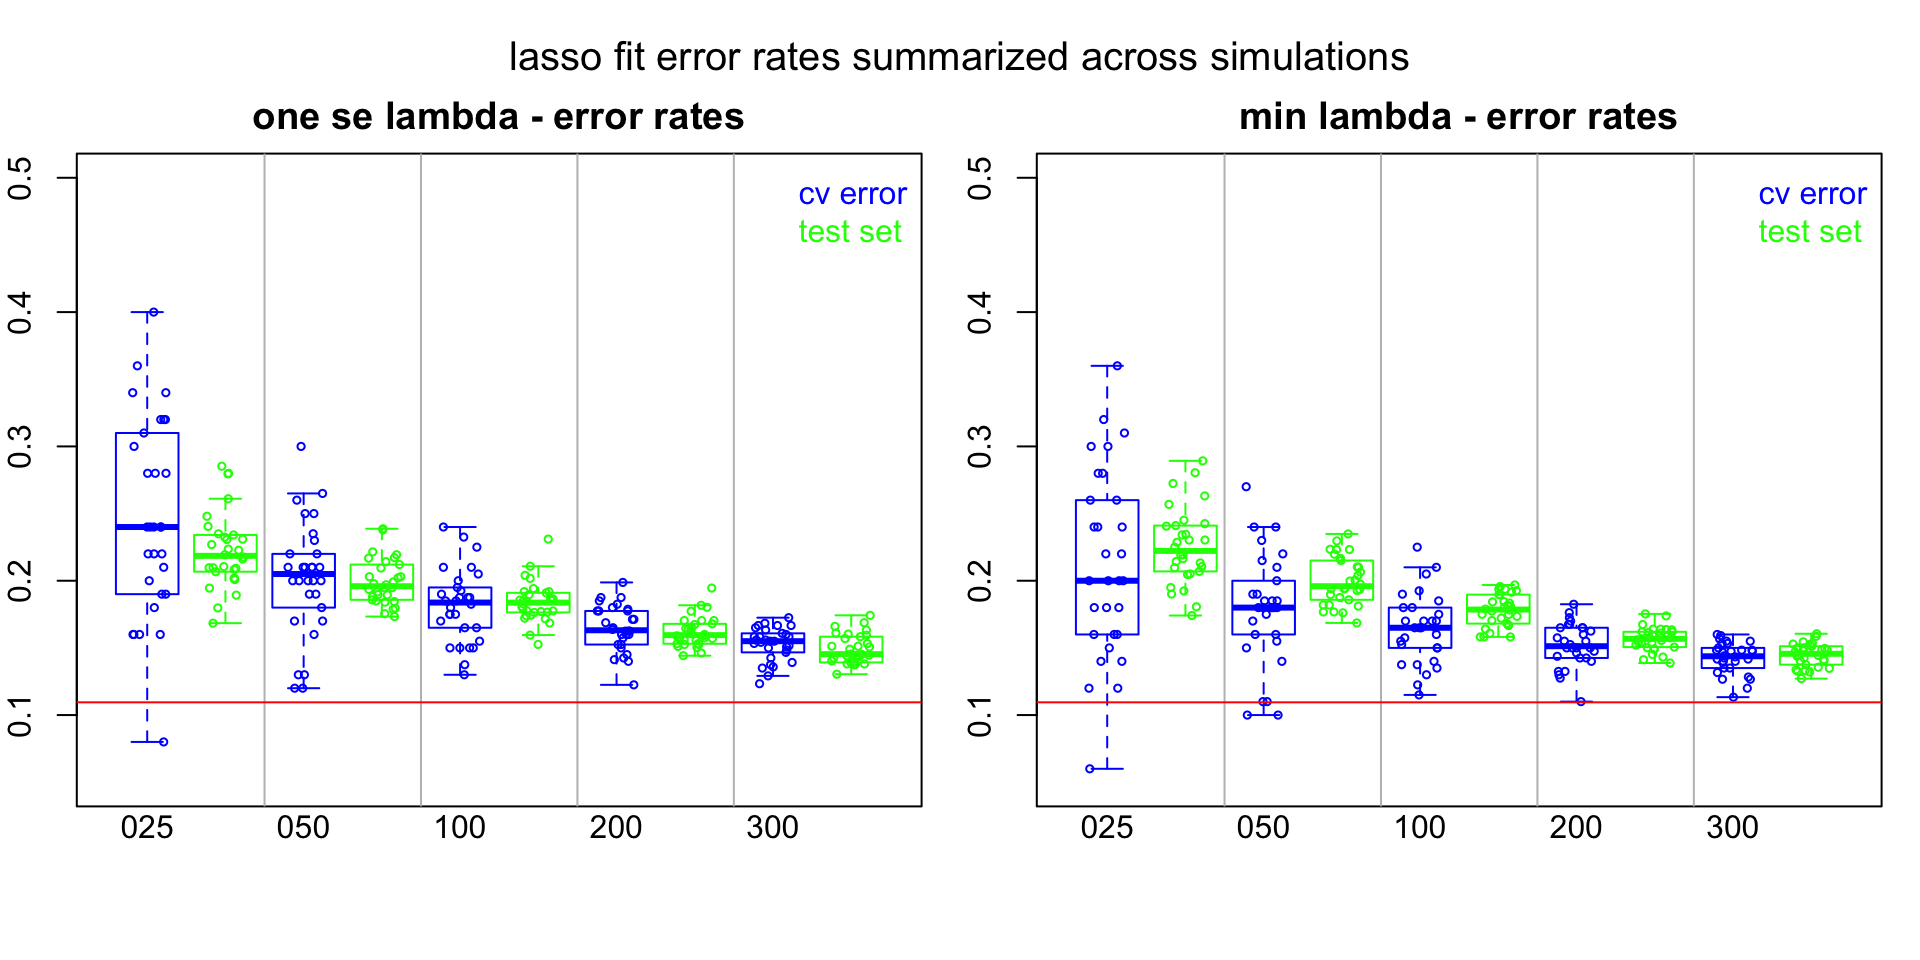 lasso fit error rates summarized across simulations
one se lambda - error rates
0.5
0.4
0.3
0.2
0.1
cv error
test set
025 050 100 200 300
min lambda - error rates
0.5
0.4
0.3
0.2
0.1
cv error
test set
025 050 100 200 300